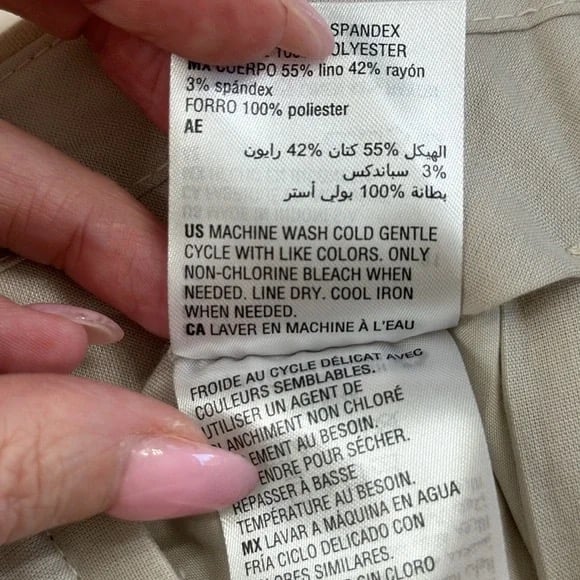 SPANDEX
POLYESTER
MX CUERPO 55% lino 42% rayón
3% spándex
FORRO 100% poliester
AE
الهيكل 55% كتان 42% رايون
3% سباندكس
بطانة 100% بولي أستر
US MACHINE WASH COLD GENTLE
CYCLE WITH LIKE COLORS. ONLY
NON-CHLORINE BLEACH WHEN
NEEDED. LINE DRY. COOL IRON
WHEN NEEDED.
CA LAVER EN MACHINE À L'EAU
FROIDE AU CYCLE DÉLICAT AVEC
COULEURS SEMBLABLES.
UTILISER UN AGENT DE
BLANCHIMENT NON CHLORÉ
AU BESOIN.
POUR SÉCHER.
REPASSER À BASSE
TEMPÉRATURE AU BESOIN.
MX LAVAR A MÁQUINA EN AGUA
FRÍA CICLO DELICADO CON
SIMILARES.
SIN CLORO